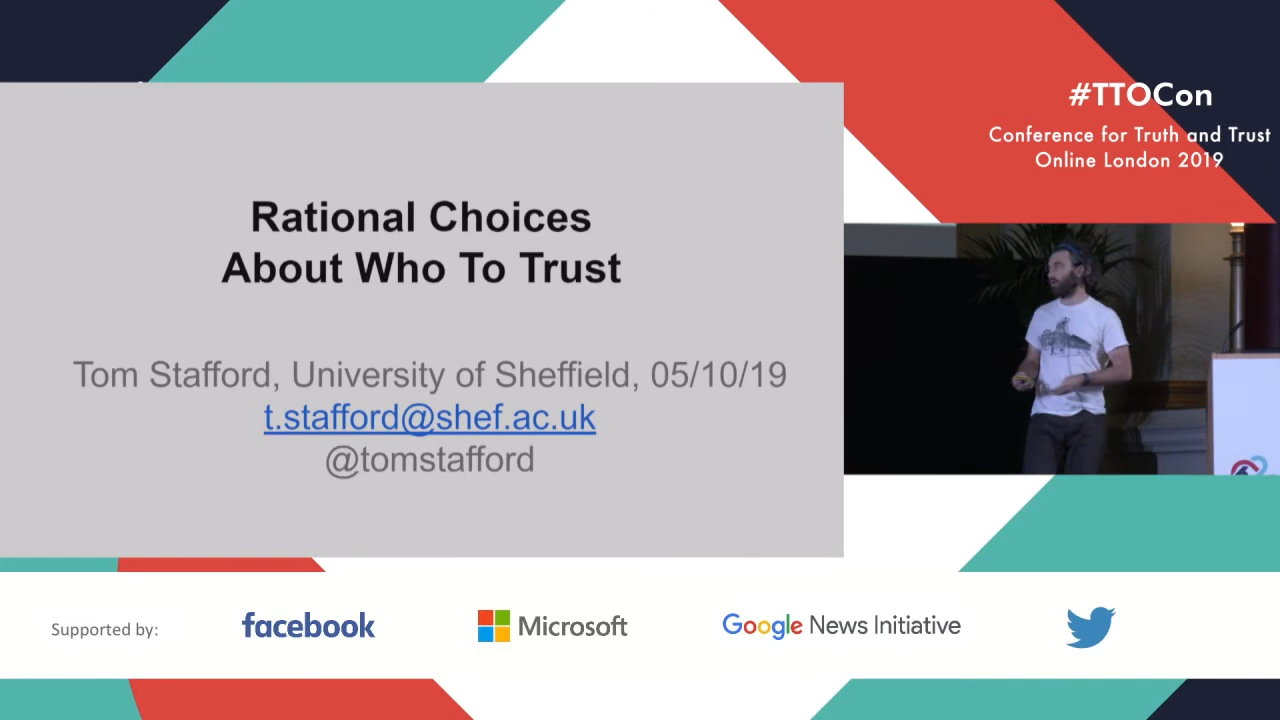 #TTOCon
Conference for Truth and Trust
Online London 2019
Rational Choices
About Who To Trust
Tom Stafford, University of Sheffield, 05/10/19
t.stafford@shef.ac.uk
@tomstafford
Supported by:
facebook
Microsoft
Google News Initiative